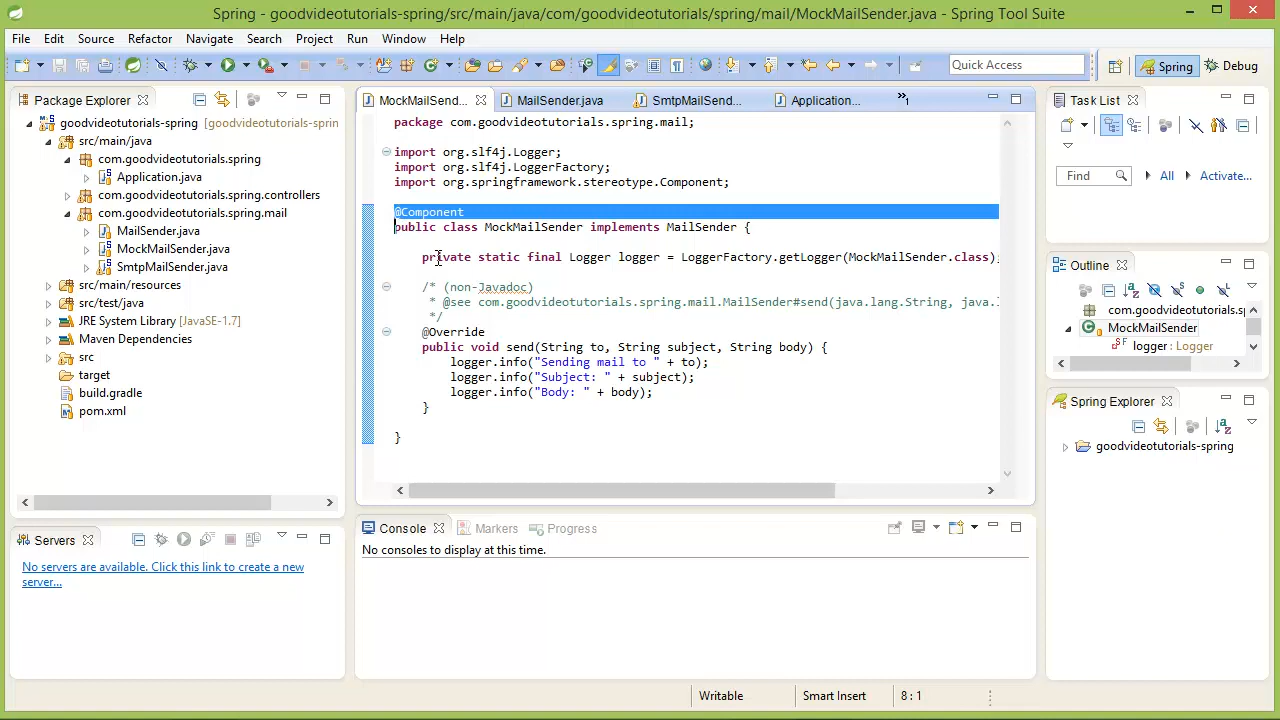 Spring - goodvideotutorials-spring/src/main/java/com/goodvideotutorials/spring/mail/MockMailSender.java - Spring Tool Suite
File Edit Source Refactor Navigate Search Project Run Window Help
Quick Access
Spring
Debug
Package Explorer
goodvideotutorials-spring [goodvideotutorials-sprin
src/main/java
com.goodvideotutorials.spring
Application.java
com.goodvideotutorials.spring.controllers
com.goodvideotutorials.spring.mail
MailSender.java
MockMailSender.java
SmtpMailSender.java
src/main/resources
src/test/java
JRE System Library [JavaSE-1.7]
Maven Dependencies
src
target
build.gradle
pom.xml
Servers
No servers are available. Click this link to create a new
server...
MockMailSend... MailSender.java SmtpMailSend... Application... »1
package com.goodvideotutorials.spring.mail;
import org.slf4j.Logger;
import org.slf4j.LoggerFactory;
import org.springframework.stereotype.Component;
@Component
public class MockMailSender implements MailSender {
private static final Logger logger = LoggerFactory.getLogger(MockMailSender.class);
/* (non-Javadoc)
* @see com.goodvideotutorials.spring.mail.MailSender#send(java.lang.String, java.l
*/
@Override
public void send(String to, String subject, String body) {
logger.info("Sending mail to " + to);
logger.info("Subject: " + subject);
logger.info("Body: " + body);
}
}
Console Markers Progress
No consoles to display at this time.
Task List
Find All Activate...
Outline
com.goodvideotutorials.sp
MockMailSender
logger : Logger
Spring Explorer
goodvideotutorials-spring
Writable Smart Insert 8 : 1